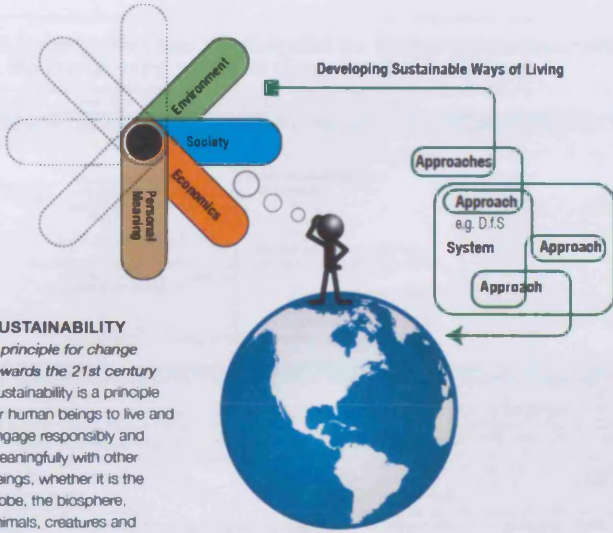 Developing Sustainable Ways of Living
Environment
Society
Economics
Personal
Meaning
Approaches
Approach
e.g. D.f.S
System
Approach
Approach
USTAINABILITY
principle for change
wards the 21st century
ustainability is a principle
r human beings to live and
ngage responsibly and
eaningfully with other
eings, whether it is the
obe, the biosphere,
nimals, creatures and